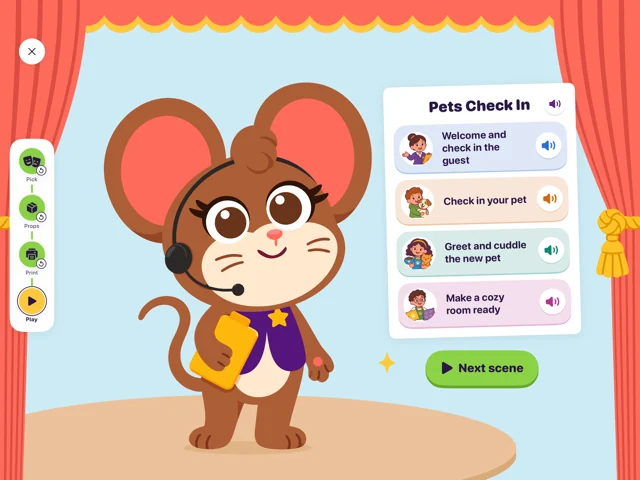 Pick
Props
Print
Play
Pets Check In
Welcome and
check in the
guest
Check in your pet
Greet and cuddle
the new pet
Make a cozy
room ready
Next scene